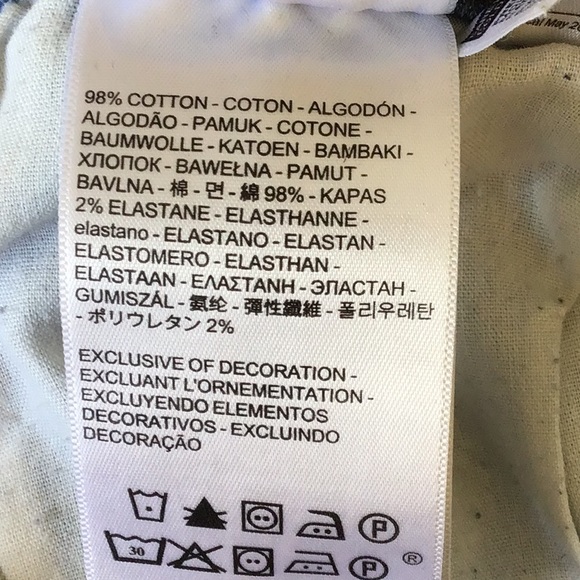 98% COTTON - COTON - ALGODÓN -
ALGODÃO - PAMUK - COTONE -
BAUMWOLLE - KATOEN - BAMBAKI -
ХЛОПОК - BAWEŁNA - PAMUT -
BAVLNA - 棉 - 면 - 綿 98% - KAPAS
2% ELASTANE - ELASTHANNE -
elastano - ELASTANO - ELASTAN -
ELASTOMERO - ELASTHAN -
ELASTAAN - ΕΛΑΣΤΑΝΗ - ЭЛАСТАН -
GUMISZÁL - 氨纶 - 彈性纖維 - 폴리우레탄
- ポリウレタン 2%
EXCLUSIVE OF DECORATION -
EXCLUANT L'ORNEMENTATION -
EXCLUYENDO ELEMENTOS
DECORATIVOS - EXCLUINDO
DECORAÇÃO
P
30 P ®
May